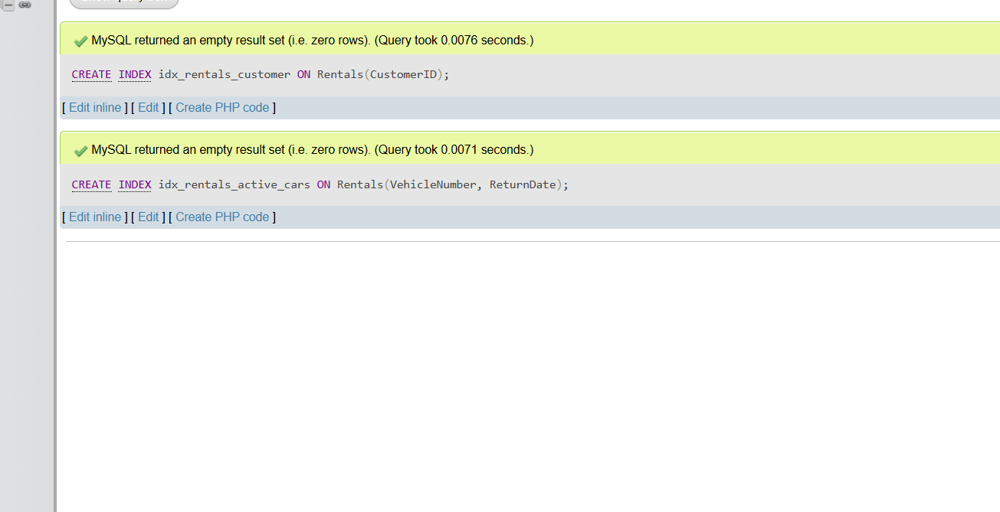 MySQL returned an empty result set (i.e. zero rows). (Query took 0.0076 seconds.)
CREATE INDEX idx_rentals_customer ON Rentals(CustomerID);
[ Edit inline ] [ Edit ] [ Create PHP code ]
MySQL returned an empty result set (i.e. zero rows). (Query took 0.0071 seconds.)
CREATE INDEX idx_rentals_active_cars ON Rentals(VehicleNumber, ReturnDate);
[ Edit inline ] [ Edit ] [ Create PHP code ]